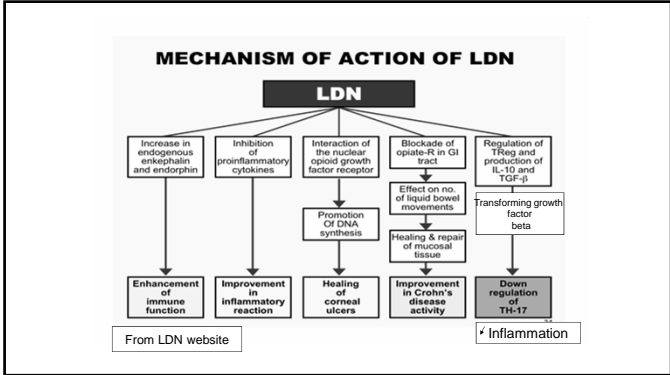 MECHANISM OF ACTION OF LDN
LDN
Increase in
endogenous
enkephalin
and endorphin
Inhibition
of
proinflammatory
cytokines
Interaction of
the nuclear
opioid growth
factor receptor
Blockade of
opiate-R in GI
tract
Regulation of
TReg and
production of
IL-10 and
TGF-β
Effect on no.
of liquid bowel
movements
Transforming growth
factor
beta
Promotion
Of DNA
synthesis
Healing & repair
of mucosal
tissue
Enhancement
of
immune
function
Improvement
in
inflammatory
reaction
Healing
of
corneal
ulcers
Improvement
in Crohn's
disease
activity
Down
regulation
of
TH-17
From LDN website
Inflammation